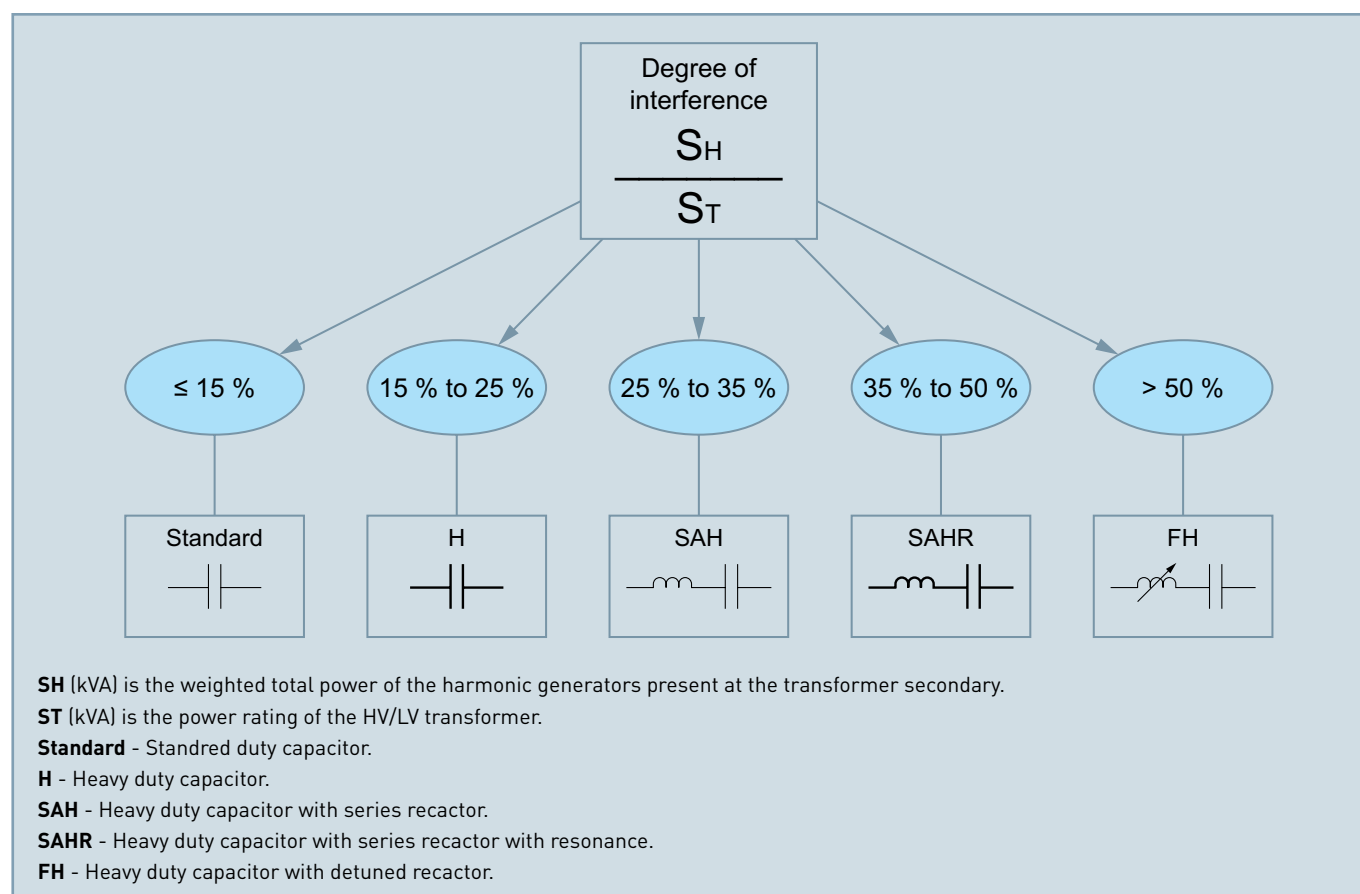 Degree of
interference
SH
ST
≤ 15 %
15 % to 25 %
25 % to 35 %
35 % to 50 %
> 50 %
Standard
H
SAH
SAHR
FH
SH (kVA) is the weighted total power of the harmonic generators present at the transformer secondary.
ST (kVA) is the power rating of the HV/LV transformer.
Standard - Standred duty capacitor.
H - Heavy duty capacitor.
SAH - Heavy duty capacitor with series recactor.
SAHR - Heavy duty capacitor with series recactor with resonance.
FH - Heavy duty capacitor with detuned recactor.